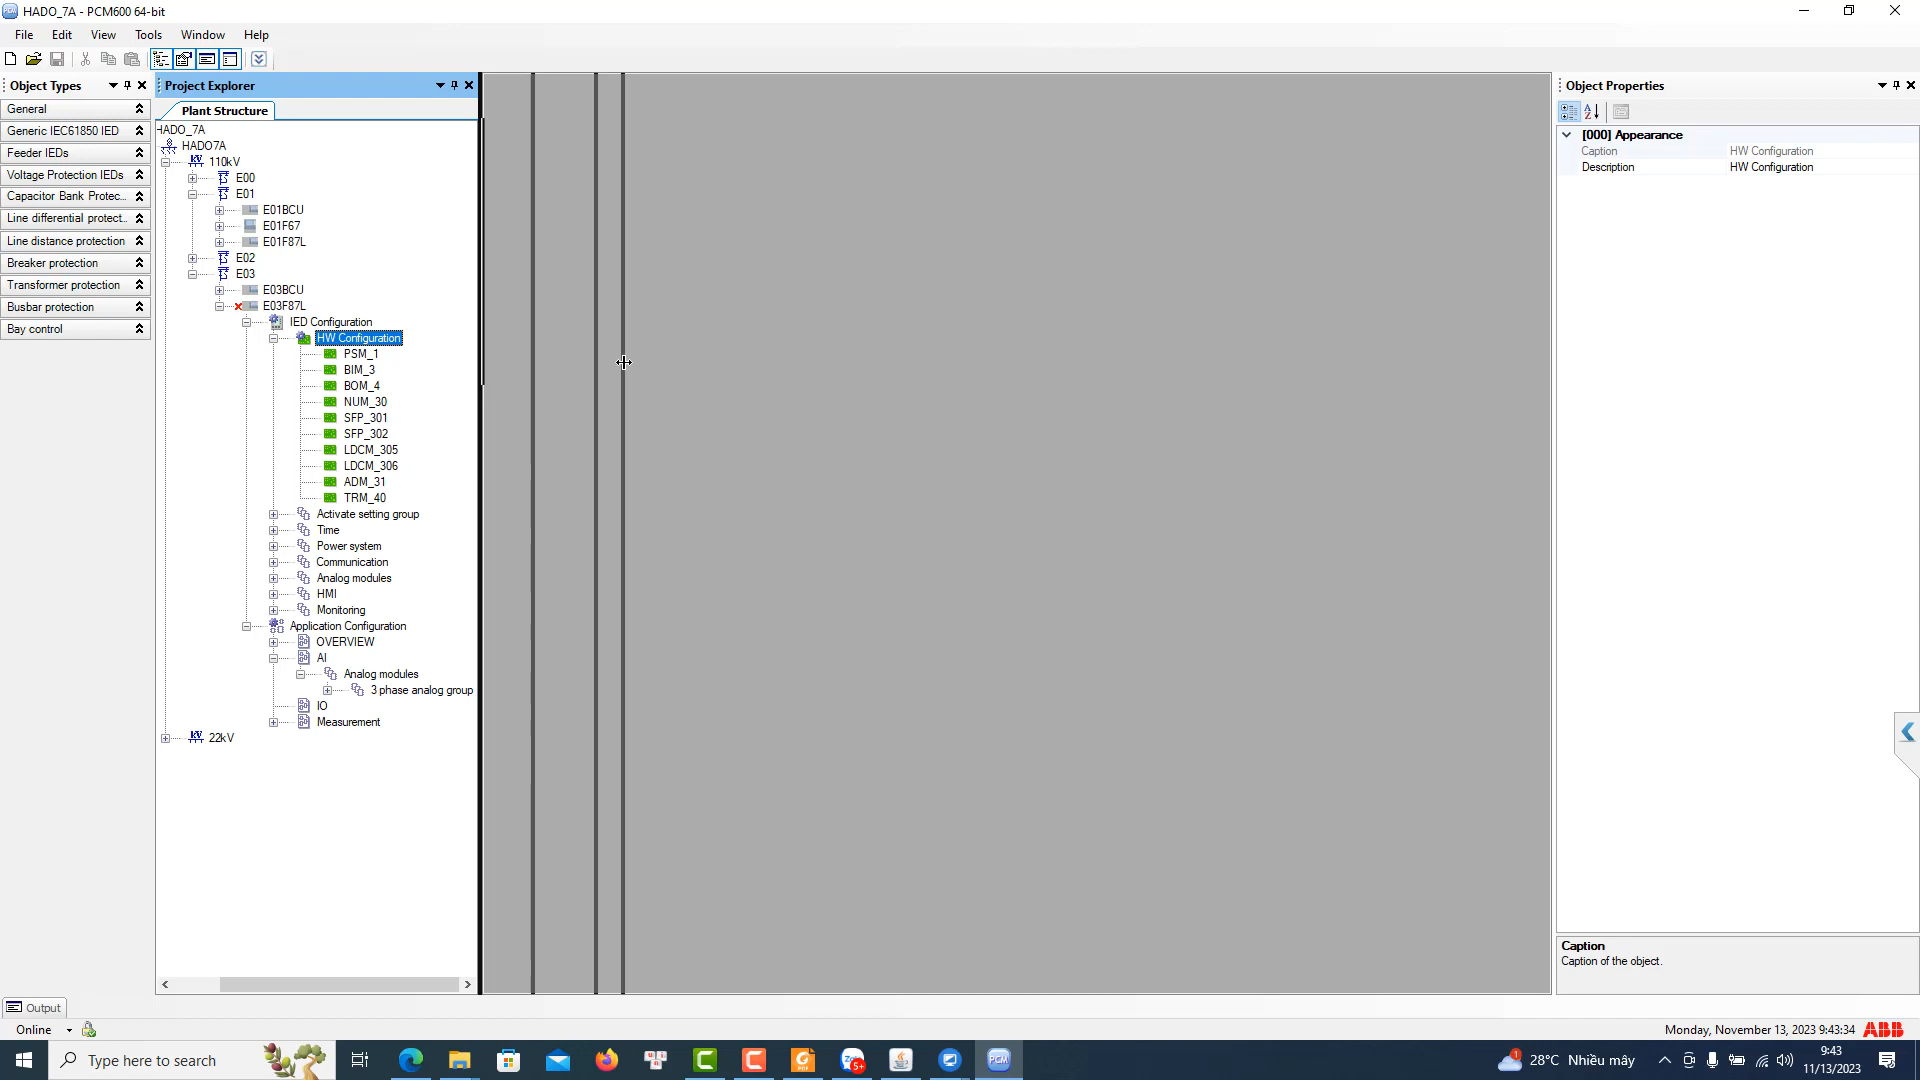 HADO_7A - PCM600 64-bit
File Edit View Tools Window Help
Object Types
General
Generic IEC61850 IED
Feeder IEDs
Voltage Protection IEDs
Capacitor Bank Protec...
Line differential protect...
Line distance protection
Breaker protection
Transformer protection
Busbar protection
Bay control
Project Explorer
Plant Structure
HADO_7A
HADO7A
110kV
E00
E01
E01BCU
E01F67
E01F87L
E02
E03
E03BCU
E03F87L
IED Configuration
HW Configuration
PSM_1
BIM_3
BOM_4
NUM_30
SFP_301
SFP_302
LDCM_305
LDCM_306
ADM_31
TRM_40
Activate setting group
Time
Power system
Communication
Analog modules
HMI
Monitoring
Application Configuration
OVERVIEW
AI
Analog modules
3 phase analog group
IO
Measurement
22kV
Object Properties
[000] Appearance
Caption HW Configuration
Description HW Configuration
Caption
Caption of the object.
Output
Online
Monday, November 13, 2023 9:43:34 ABB
Type here to search
PCM
28°C Nhiều mây
9:43
11/13/2023